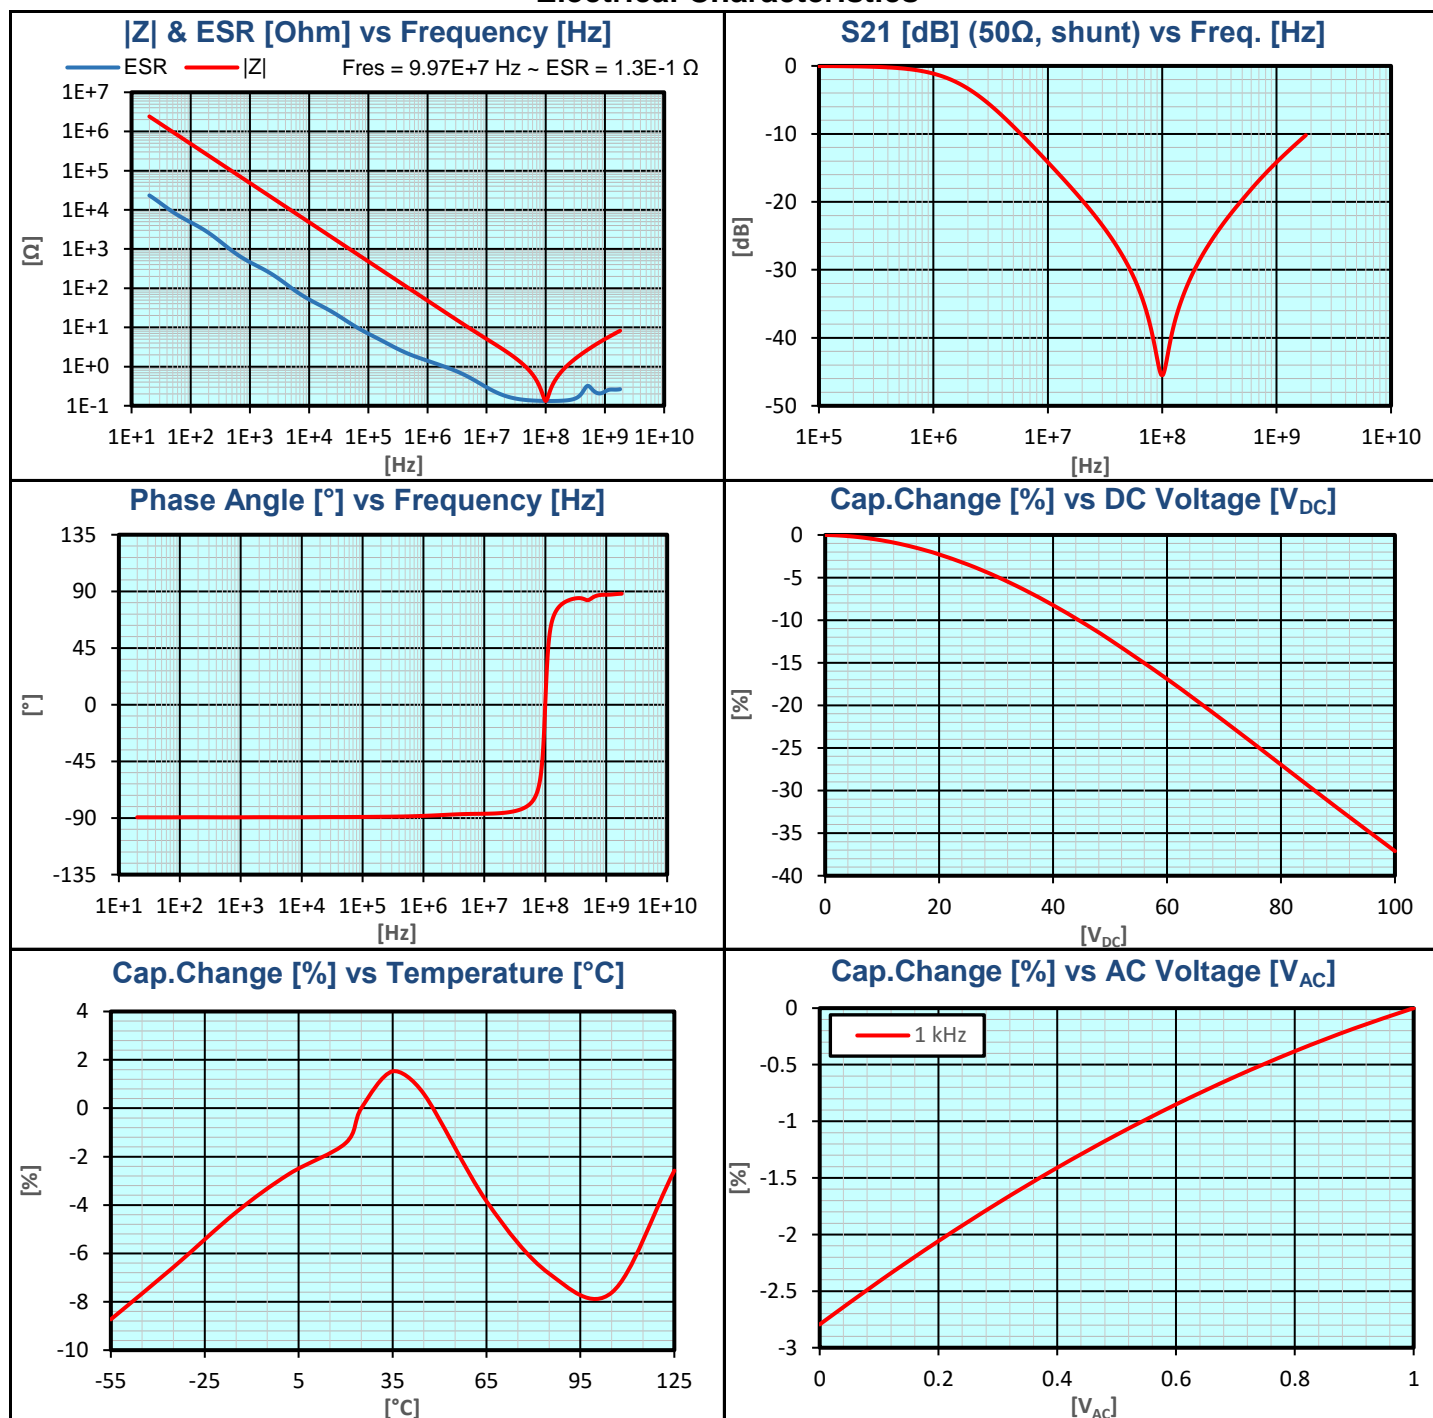 |Z| & ESR [Ohm] vs Frequency [Hz]
ESR |Z| Fres = 9.97E+7 Hz ~ ESR = 1.3E-1 Ω
1E+7
1E+6
1E+5
1E+4
1E+3
1E+2
1E+1
1E+0
1E-1
[Ω]
1E+1 1E+2 1E+3 1E+4 1E+5 1E+6 1E+7 1E+8 1E+9 1E+10
[Hz]
S21 [dB] (50Ω, shunt) vs Freq. [Hz]
0
-10
-20
-30
-40
-50
[dB]
1E+5 1E+6 1E+7 1E+8 1E+9 1E+10
[Hz]
Phase Angle [°] vs Frequency [Hz]
135
90
45
0
-45
-90
-135
[°]
1E+1 1E+2 1E+3 1E+4 1E+5 1E+6 1E+7 1E+8 1E+9 1E+10
[Hz]
Cap.Change [%] vs DC Voltage [VDC]
0
-5
-10
-15
-20
-25
-30
-35
-40
[%]
0 20 40 60 80 100
[VDC]
Cap.Change [%] vs Temperature [°C]
4
2
0
-2
-4
-6
-8
-10
[%]
-55 -25 5 35 65 95 125
[°C]
Cap.Change [%] vs AC Voltage [VAC]
1 kHz
0
-0.5
-1
-1.5
-2
-2.5
-3
[%]
0 0.2 0.4 0.6 0.8 1
[VAC]